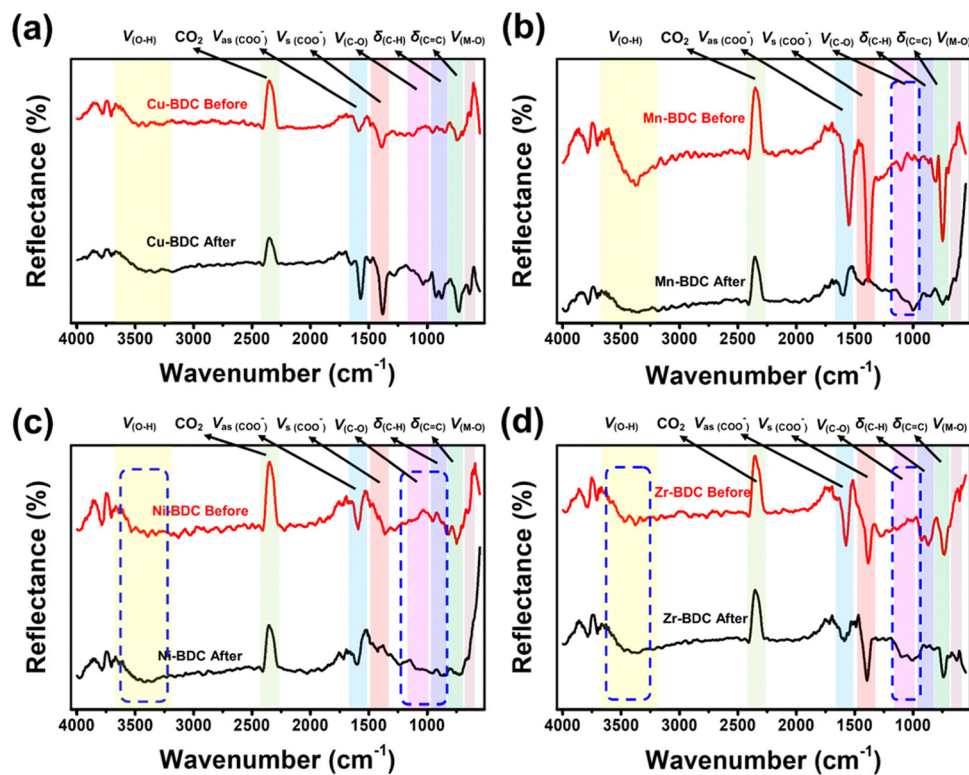 (a)
V(O-H) CO2 Vas (COO-) Vs (COO-) V(C-O) δ(C-H) δ(C=C) V(M-O)
Cu-BDC Before
Cu-BDC After
Reflectance (%)
4000 3500 3000 2500 2000 1500 1000
Wavenumber (cm-1)
(b)
V(O-H) CO2 Vas (COO-) Vs (COO-) V(C-O) δ(C-H) δ(C=C) V(M-O)
Mn-BDC Before
Mn-BDC After
Reflectance (%)
4000 3500 3000 2500 2000 1500 1000
Wavenumber (cm-1)
(c)
V(O-H) CO2 Vas (COO-) Vs (COO-) V(C-O) δ(C-H) δ(C=C) V(M-O)
Ni-BDC Before
Ni-BDC After
Reflectance (%)
4000 3500 3000 2500 2000 1500 1000
Wavenumber (cm-1)
(d)
V(O-H) CO2 Vas (COO-) Vs (COO-) V(C-O) δ(C-H) δ(C=C) V(M-O)
Zr-BDC Before
Zr-BDC After
Reflectance (%)
4000 3500 3000 2500 2000 1500 1000
Wavenumber (cm-1)